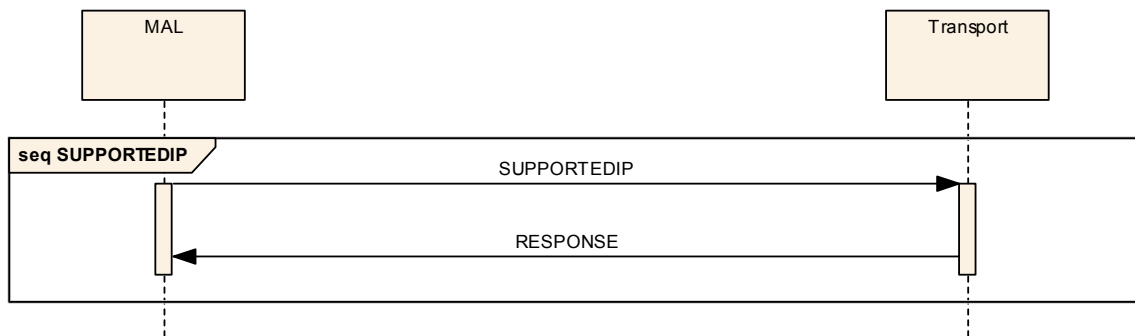 MAL
Transport
seq SUPPORTEDIP
SUPPORTEDIP
RESPONSE